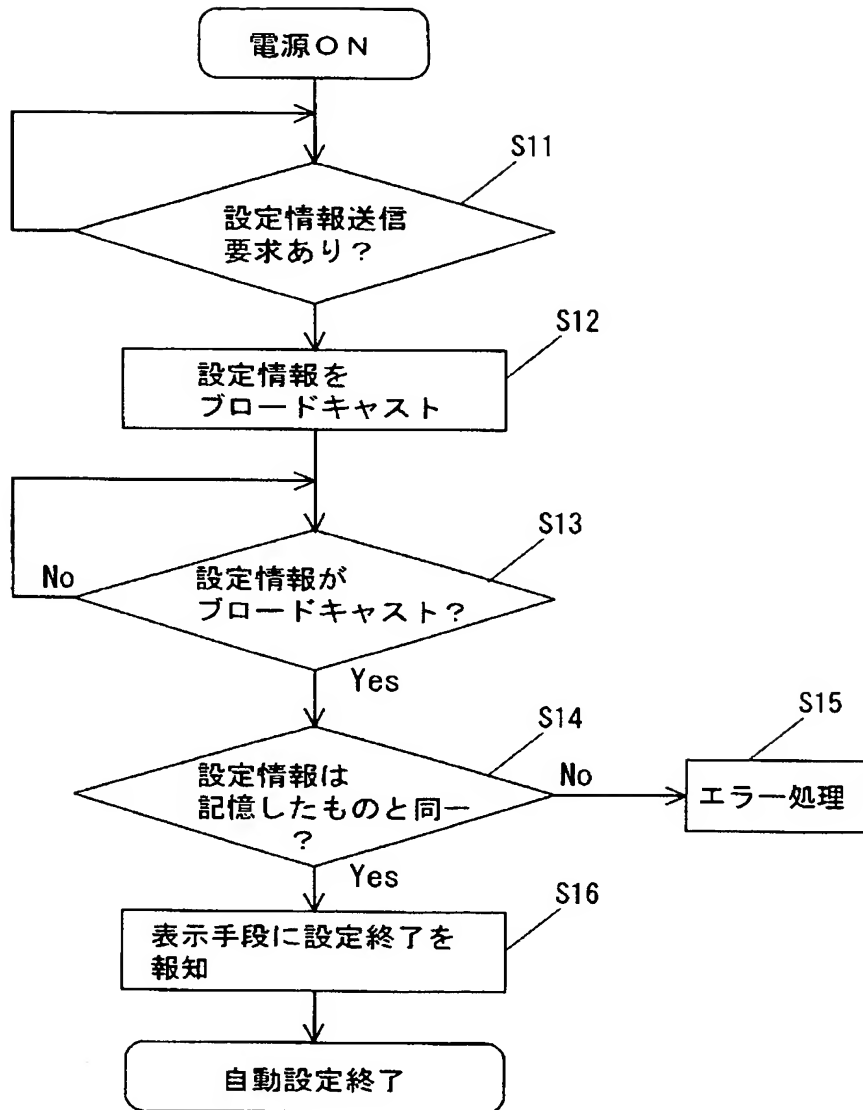 電源ON
S11
設定情報送信
要求あり?
S12
設定情報を
ブロードキャスト
S13
No
設定情報が
ブロードキャスト?
Yes
S14
設定情報は
記憶したものと同一
?
No
S15
エラー処理
Yes
S16
表示手段に設定終了を
報知
自動設定終了